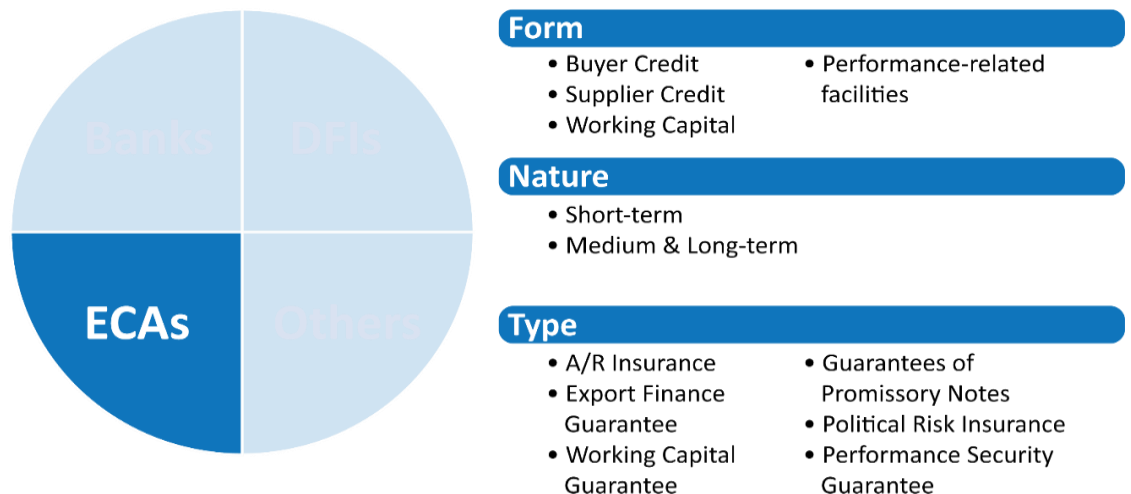 Banks
DFIs
ECAs
Others
Form
• Buyer Credit
• Supplier Credit
• Working Capital
• Performance-related
facilities
Nature
• Short-term
• Medium & Long-term
Type
• A/R Insurance
• Export Finance
Guarantee
• Working Capital
Guarantee
• Guarantees of
Promissory Notes
• Political Risk Insurance
• Performance Security
Guarantee